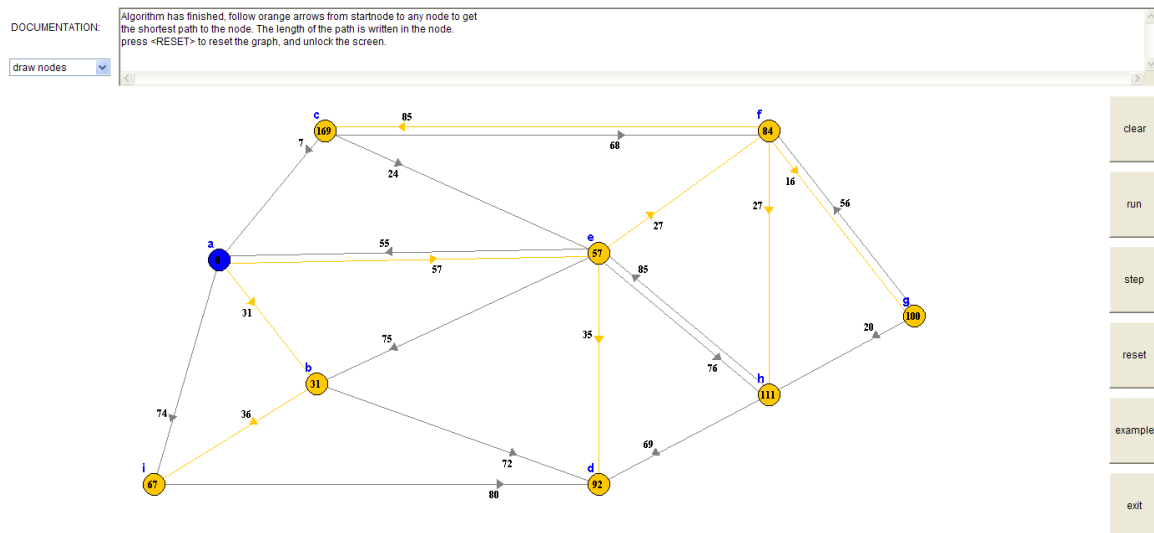 DOCUMENTATION:
Algorithm has finished, follow orange arrows from startnode to any node to get
the shortest path to the node. The length of the path is written in the node.
press <RESET> to reset the graph, and unlock the screen.
draw nodes
c
169
85
68
f
84
7
24
16
56
27
27
a
0
55
57
e
57
85
76
31
75
35
g
100
20
b
31
h
111
74
36
72
69
i
67
80
d
92
clear
run
step
reset
example
exit